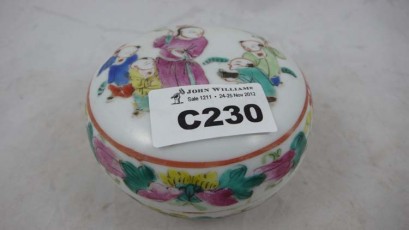 JOHN WILLIAMS
Sale 1211 • 24-25 Nov 2012
C230